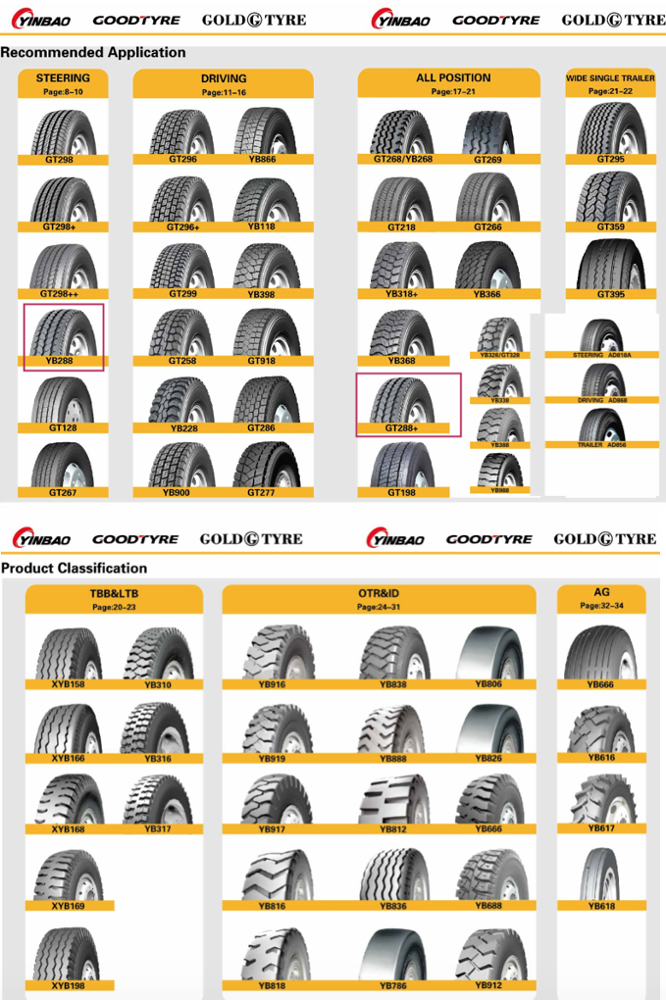 YINBAO GOODTYRE GOLD G TYRE
YINBAO GOODTYRE GOLD G TYRE
Recommended Application
STEERING
Page:8-10
GT298
GT298+
GT298++
YB288
GT128
GT267
DRIVING
Page:11-16
GT296 YB866
GT296+ YB118
GT299 YB398
GT258 GT918
YB228 GT286
YB900 GT277
ALL POSITION
Page:17-21
GT268/YB268 GT269
GT218 GT266
YB318+ YB366
YB368
YB328/GT328
YB338
GT288+
YB388
GT198
YB988
WIDE SINGLE TRAILER
Page:21-22
GT295
GT359
GT395
STEERING AD818A
DRIVING AD868
TRAILER AD856
YINBAO GOODTYRE GOLD G TYRE
YINBAO GOODTYRE GOLD G TYRE
Product Classification
TBB&LTB
Page:20-23
XYB158 YB310
XYB166 YB316
XYB168 YB317
XYB169
XYB198
OTR&ID
Page:24-31
YB916 YB838 YB806
YB919 YB888 YB826
YB917 YB812 YB666
YB816 YB836 YB688
YB818 YB786 YB912
AG
Page:32-34
YB666
YB616
YB617
YB618